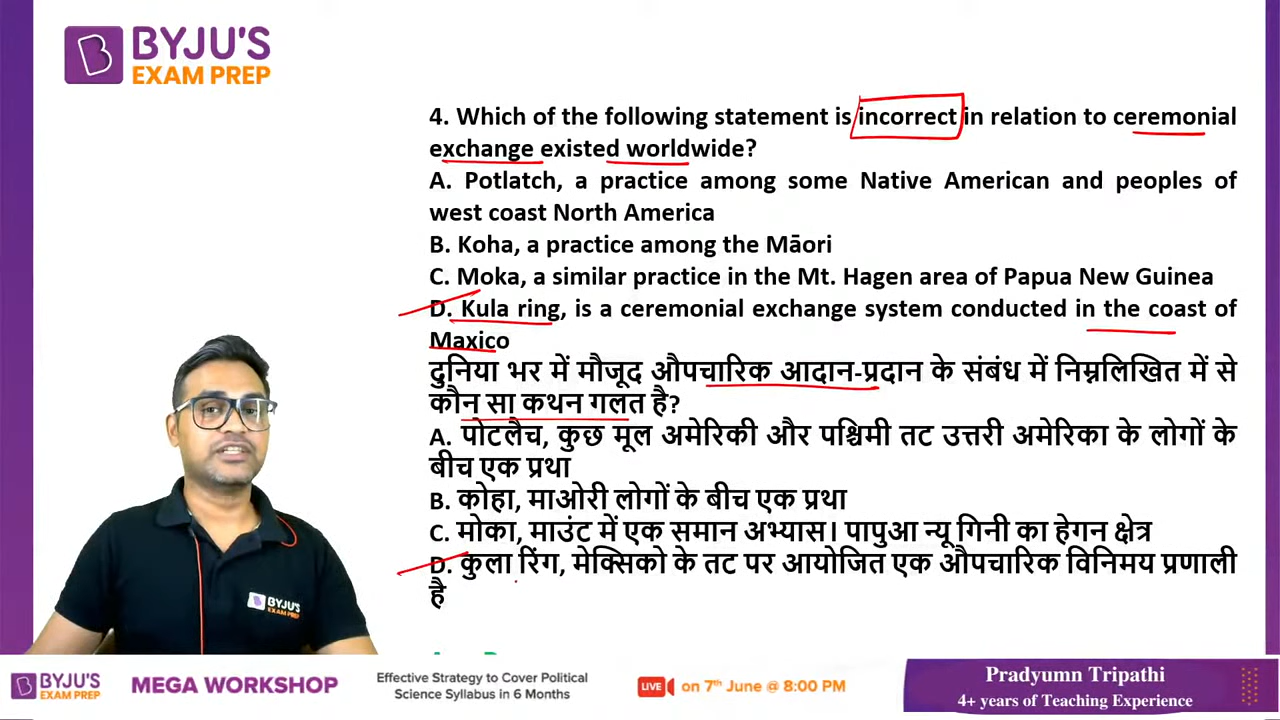 BYJU'S
EXAM PREP
4. Which of the following statement is incorrect in relation to ceremonial
exchange existed worldwide?
A. Potlatch, a practice among some Native American and peoples of
west coast North America
B. Koha, a practice among the Māori
C. Moka, a similar practice in the Mt. Hagen area of Papua New Guinea
D. Kula ring, is a ceremonial exchange system conducted in the coast of
Maxico
दुनिया भर में मौजूद औपचारिक आदान-प्रदान के संबंध में निम्नलिखित में से
कौन सा कथन गलत है?
A. पोटलैच, कुछ मूल अमेरिकी और पश्चिमी तट उत्तरी अमेरिका के लोगों के
बीच एक प्रथा
B. कोहा, माओरी लोगों के बीच एक प्रथा
C. मोका, माउंट में एक समान अभ्यास। पापुआ न्यू गिनी का हेगन क्षेत्र
D. कुला रिंग, मेक्सिको के तट पर आयोजित एक औपचारिक विनिमय प्रणाली
है
BYJU'S
EXAM PREP
BYJU'S
EXAM PREP
MEGA WORKSHOP
Effective Strategy to Cover Political
Science Syllabus in 6 Months
LIVE
on 7th June @ 8:00 PM
Pradyumn Tripathi
4+ years of Teaching Experience